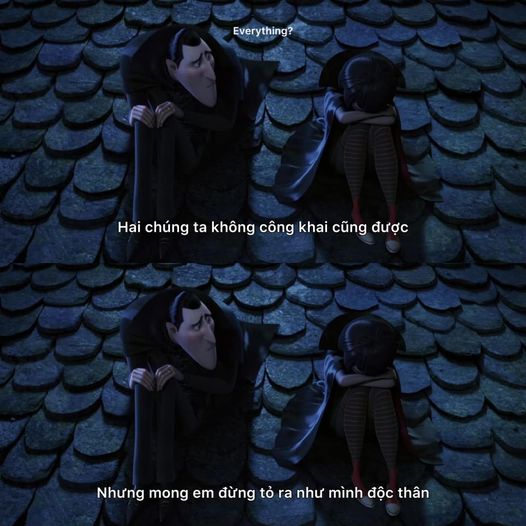 Everything?
Hai chúng ta không công khai cũng được
Nhưng mong em đừng tỏ ra như mình độc thân